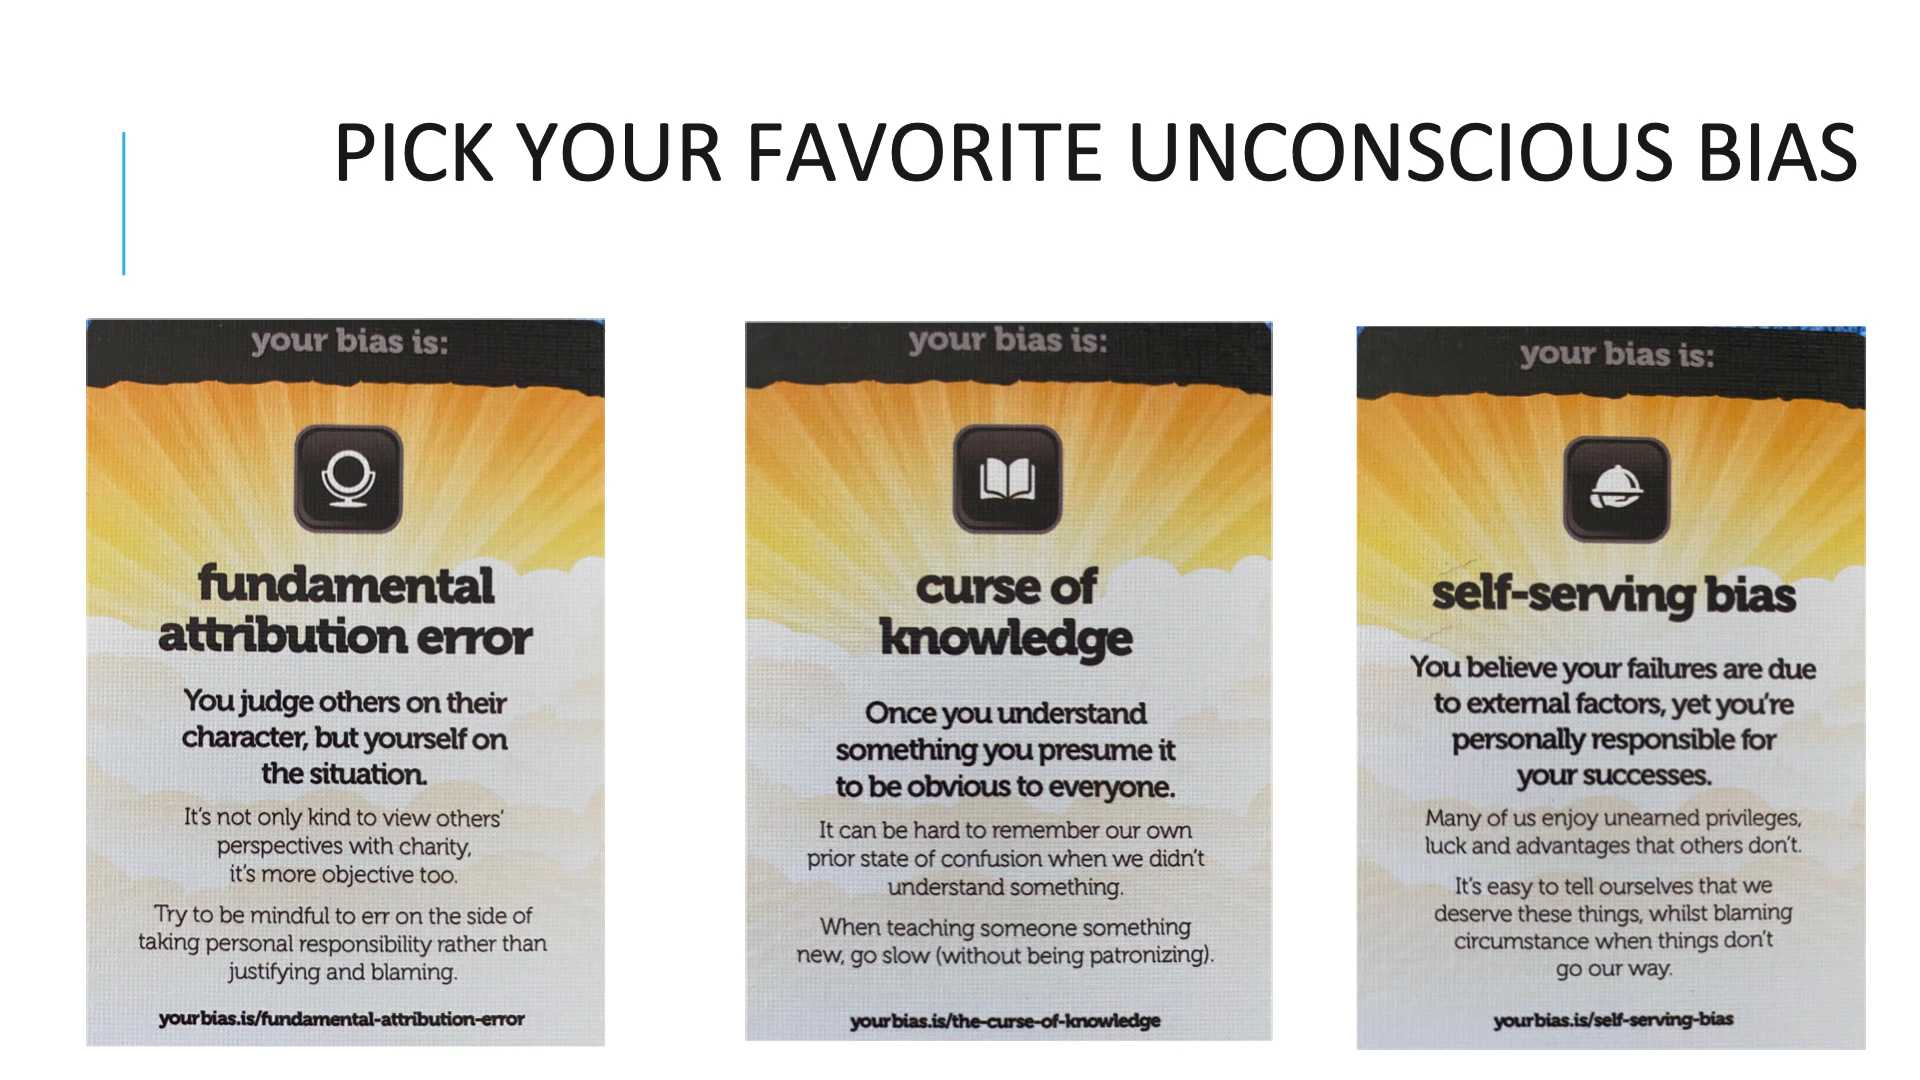 PICK YOUR FAVORITE UNCONSCIOUS BIAS
your bias is:
fundamental
attribution error
You judge others on their
character, but yourself on
the situation.
It's not only kind to view others'
perspectives with charity,
it's more objective too.
Try to be mindful to err on the side of
taking personal responsibility rather than
justifying and blaming.
yourbias.is/fundamental-attribution-error
your bias is:
curse of
knowledge
Once you understand
something you presume it
to be obvious to everyone.
It can be hard to remember our own
prior state of confusion when we didn't
understand something.
When teaching someone something
new, go slow (without being patronizing).
yourbias.is/the-curse-of-knowledge
your bias is:
self-serving bias
You believe your failures are due
to external factors, yet you're
personally responsible for
your successes.
Many of us enjoy unearned privileges,
luck and advantages that others don't.
It's easy to tell ourselves that we
deserve these things, whilst blaming
circumstance when things don't
go our way.
yourbias.is/self-serving-bias